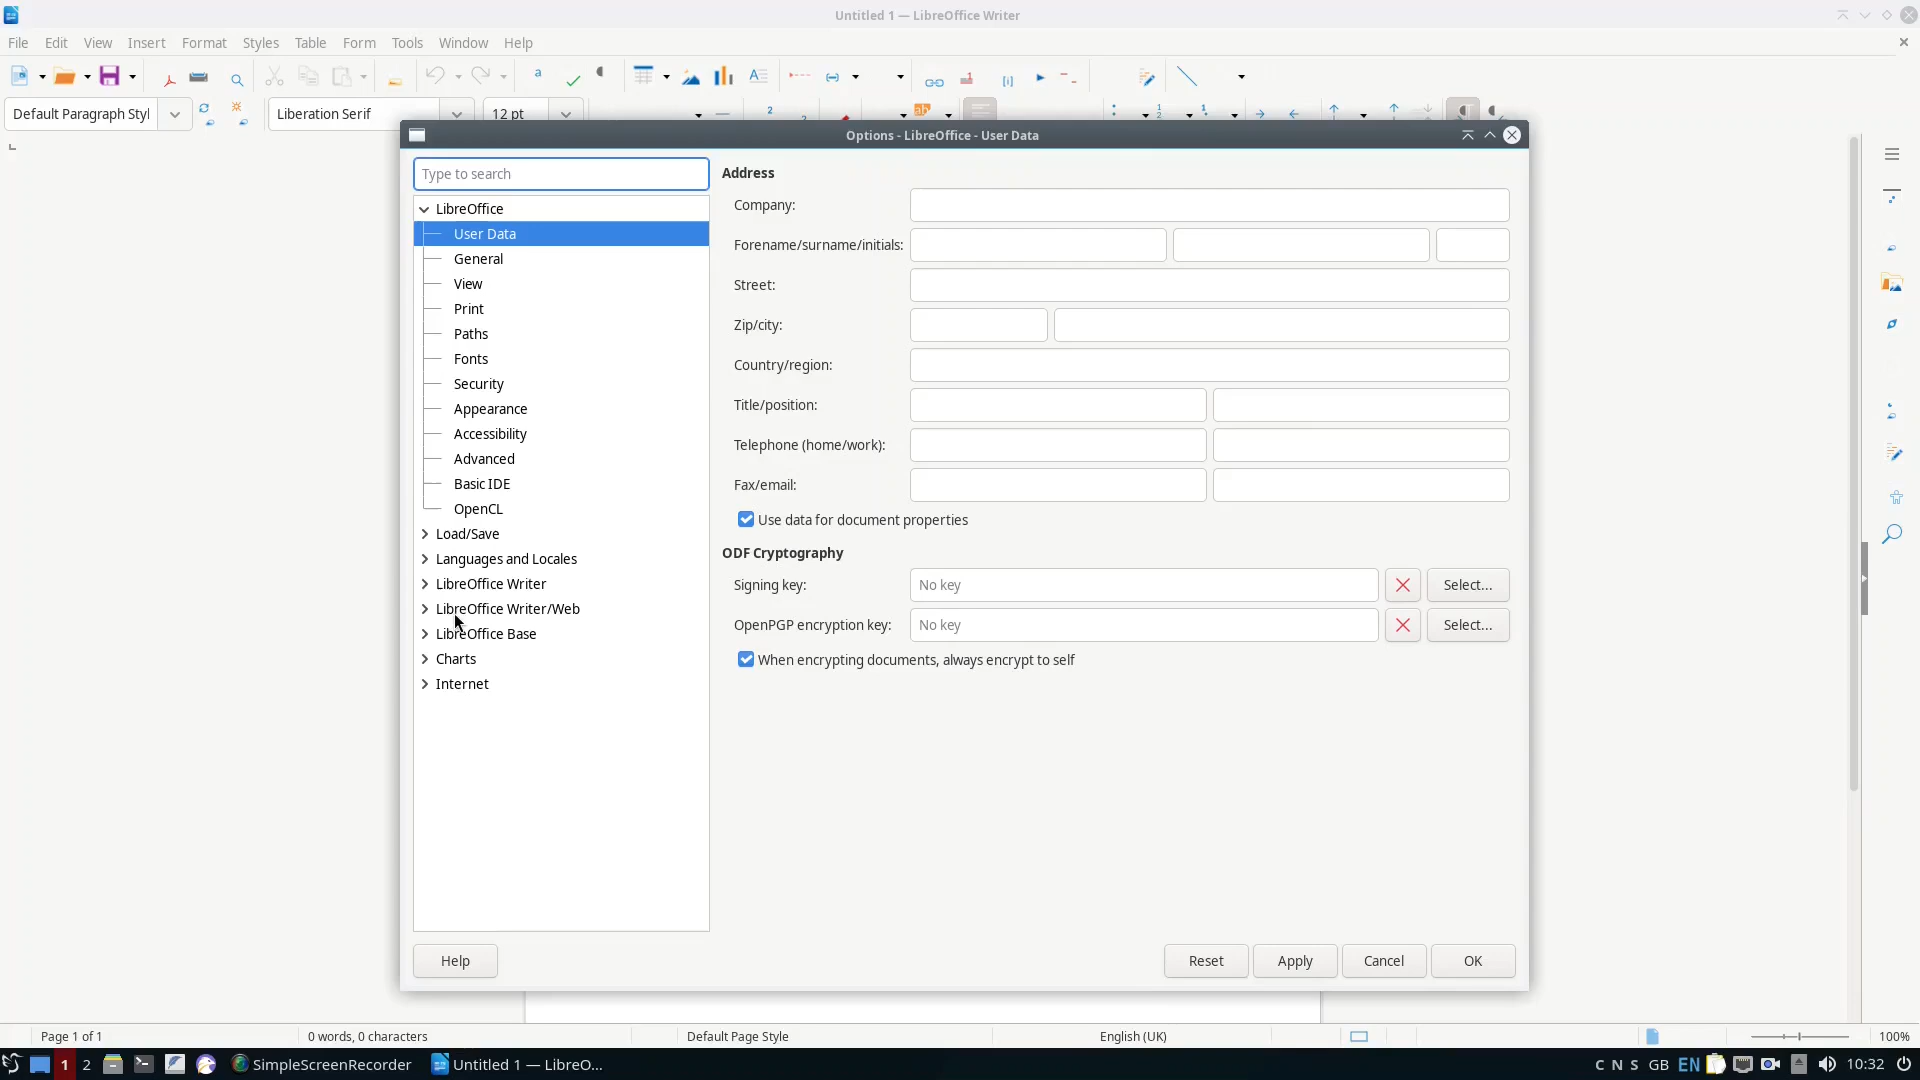 Untitled 1 — LibreOffice Writer
File Edit View Insert Format Styles Table Form Tools Window Help
Default Paragraph Styl Liberation Serif 12 pt
Options - LibreOffice - User Data
Type to search
LibreOffice
User Data
General
View
Print
Paths
Fonts
Security
Appearance
Accessibility
Advanced
Basic IDE
OpenCL
Load/Save
Languages and Locales
LibreOffice Writer
LibreOffice Writer/Web
LibreOffice Base
Charts
Internet
Address
Company:
Forename/surname/initials:
Street:
Zip/city:
Country/region:
Title/position:
Telephone (home/work):
Fax/email:
Use data for document properties
ODF Cryptography
Signing key: No key Select...
OpenPGP encryption key: No key Select...
When encrypting documents, always encrypt to self
Help Reset Apply Cancel OK
Page 1 of 1 0 words, 0 characters Default Page Style English (UK) 100%
1 2 SimpleScreenRecorder Untitled 1 — LibreO... C N S GB EN 10:32